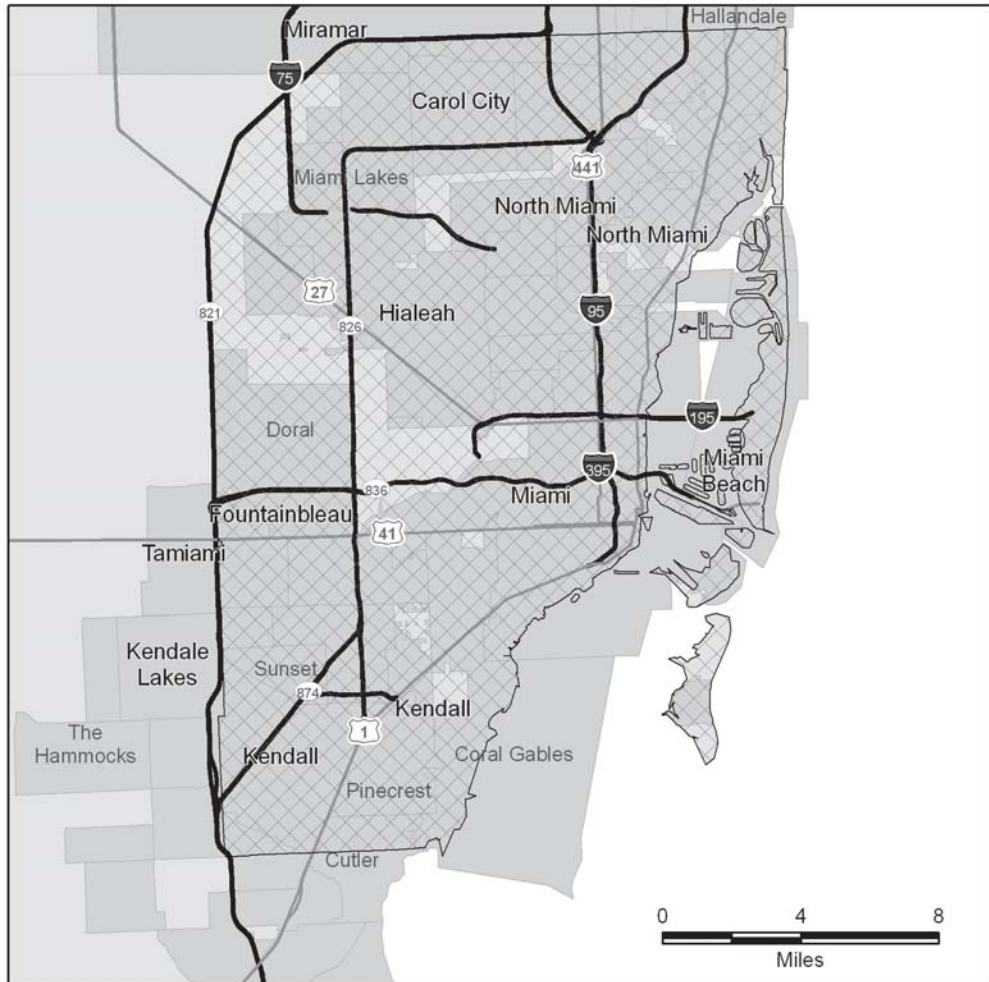 Hallandale
Miramar
75
Carol City
441
Miami Lakes
North Miami
North Miami
27
821
826
Hialeah
95
195
Doral
395
Miami
Beach
836
Miami
Fountainbleau
41
Tamiami
Kendale
Lakes
Sunset
874
Kendall
1
The
Hammocks
Kendall
Coral Gables
Pinecrest
Cutler
0 4 8
Miles